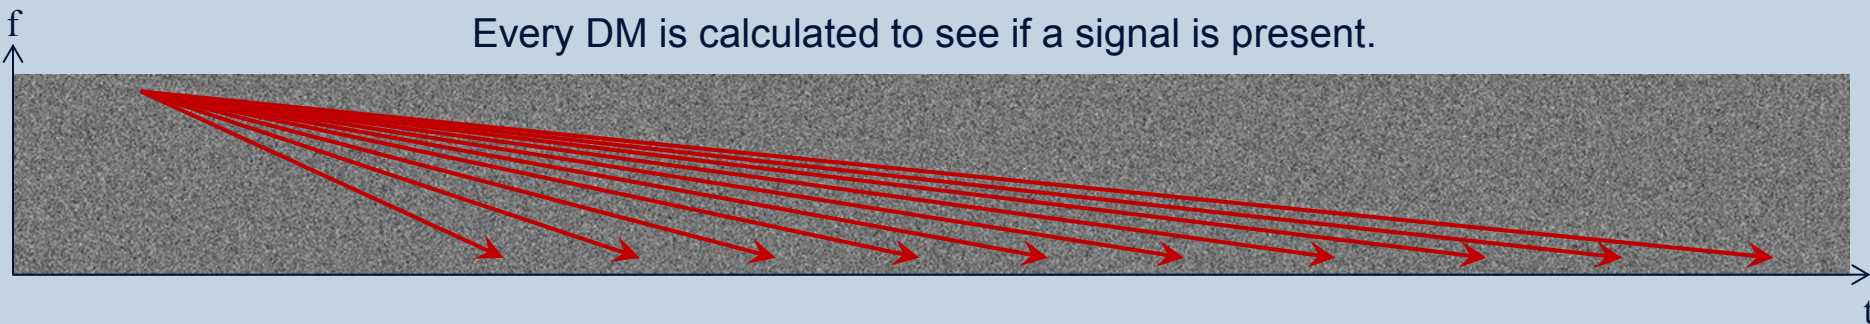 f
Every DM is calculated to see if a signal is present.
t